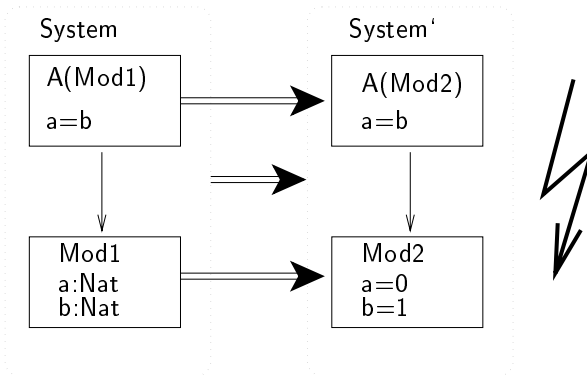 System
A(Mod1)
a=b
Mod1
a:Nat
b:Nat
System‘
A(Mod2)
a=b
Mod2
a=0
b=1